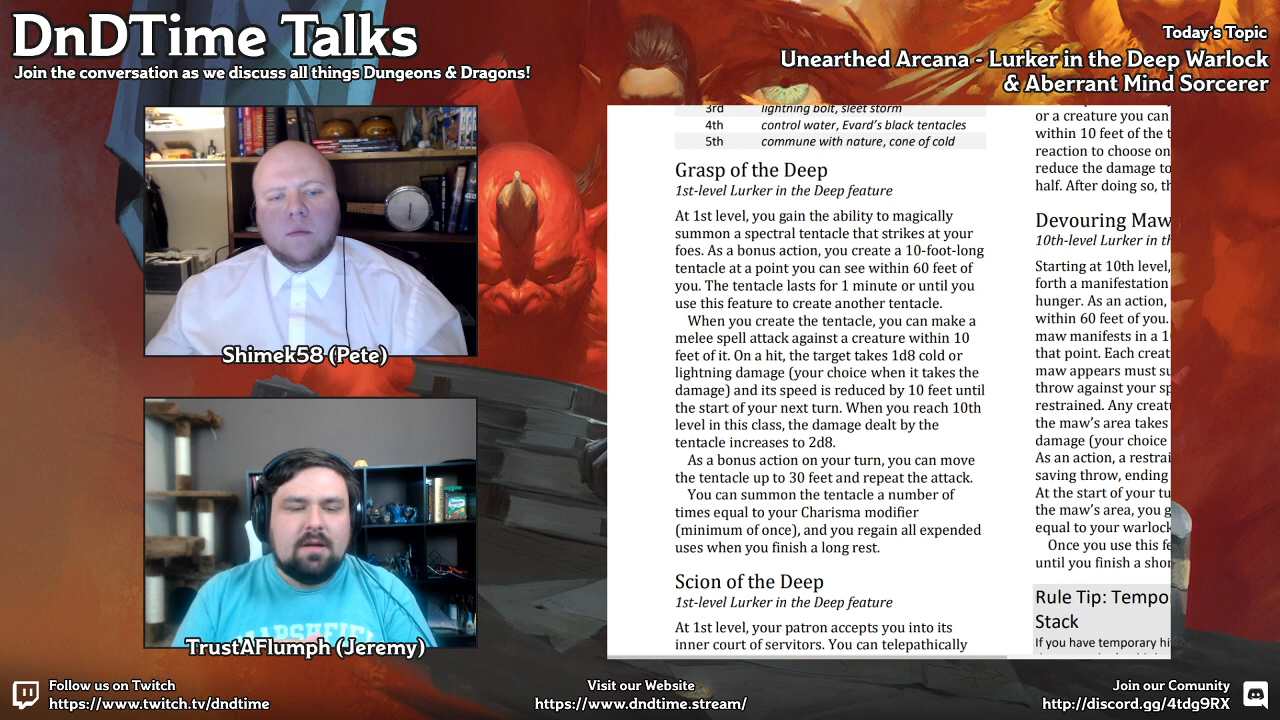 DnDTime Talks
Join the conversation as we discuss all things Dungeons & Dragons!
Today's Topic
Unearthed Arcana - Lurker in the Deep Warlock
& Aberrant Mind Sorcerer
Shimek58 (Pete)
ALPSHFIELD
TrustAFlumph (Jeremy)
3rd lightning bolt, sleet storm
4th control water, Evard's black tentacles
5th commune with nature, cone of cold
Grasp of the Deep
1st-level Lurker in the Deep feature
At 1st level, you gain the ability to magically
summon a spectral tentacle that strikes at your
foes. As a bonus action, you create a 10-foot-long
tentacle at a point you can see within 60 feet of
you. The tentacle lasts for 1 minute or until you
use this feature to create another tentacle.
When you create the tentacle, you can make a
melee spell attack against a creature within 10
feet of it. On a hit, the target takes 1d8 cold or
lightning damage (your choice when it takes the
damage) and its speed is reduced by 10 feet until
the start of your next turn. When you reach 10th
level in this class, the damage dealt by the
tentacle increases to 2d8.
As a bonus action on your turn, you can move
the tentacle up to 30 feet and repeat the attack.
You can summon the tentacle a number of
times equal to your Charisma modifier
(minimum of once), and you regain all expended
uses when you finish a long rest.
Scion of the Deep
1st-level Lurker in the Deep feature
At 1st level, your patron accepts you into its
inner court of servitors. You can telepathically
or a creature you can
within 10 feet of the t
reaction to choose on
reduce the damage to
half. After doing so, th
Devouring Maw
10th-level Lurker in th
Starting at 10th level,
forth a manifestation
hunger. As an action,
within 60 feet of you.
maw manifests in a 1
that point. Each creat
maw appears must su
throw against your sp
restrained. Any creatu
the maw's area takes
damage (your choice
As an action, a restrai
saving throw, ending
At the start of your tu
the maw's area, you g
equal to your warlock
Once you use this fe
until you finish a shor
Rule Tip: Tempo
Stack
If you have temporary hi
Follow us on Twitch
https://www.twitch.tv/dndtime
Visit our Website
https://www.dndtime.stream/
Join our Comunity
http://discord.gg/4tdg9RX